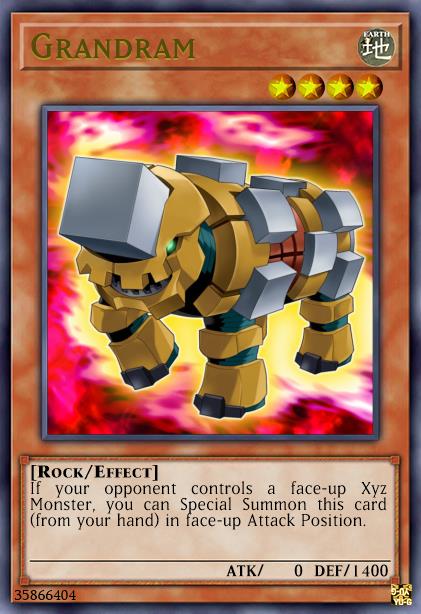 GRANDRAM
EARTH
地
[ROCK/EFFECT]
If your opponent controls a face-up Xyz
Monster, you can Special Summon this card
(from your hand) in face-up Attack Position.
ATK/ 0 DEF/1400
35866404